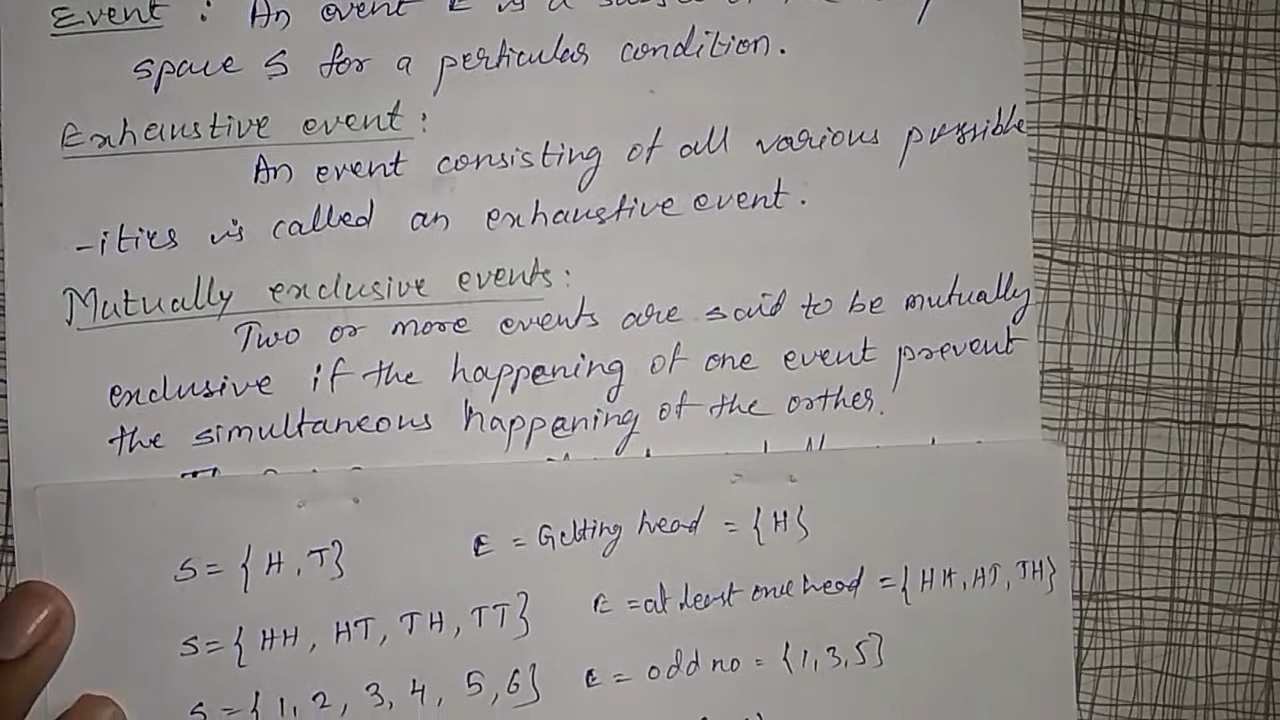 Event : An event E is a
space S for a perticular condition.
Exhaustive event :
An event consisting of all various possible
-ities is called an exhaustive event.
Mutually exclusive events :
Two or more events are said to be mutually
exclusive if the happening of one event prevent
the simultaneous happening of the orther.
S = { H, T} E = Getting head = {H}
S = { HH, HT, TH, TT} E = at least one head = { HH, HT, TH}
S = { 1, 2, 3, 4, 5, 6} E = odd no = {1, 3, 5}